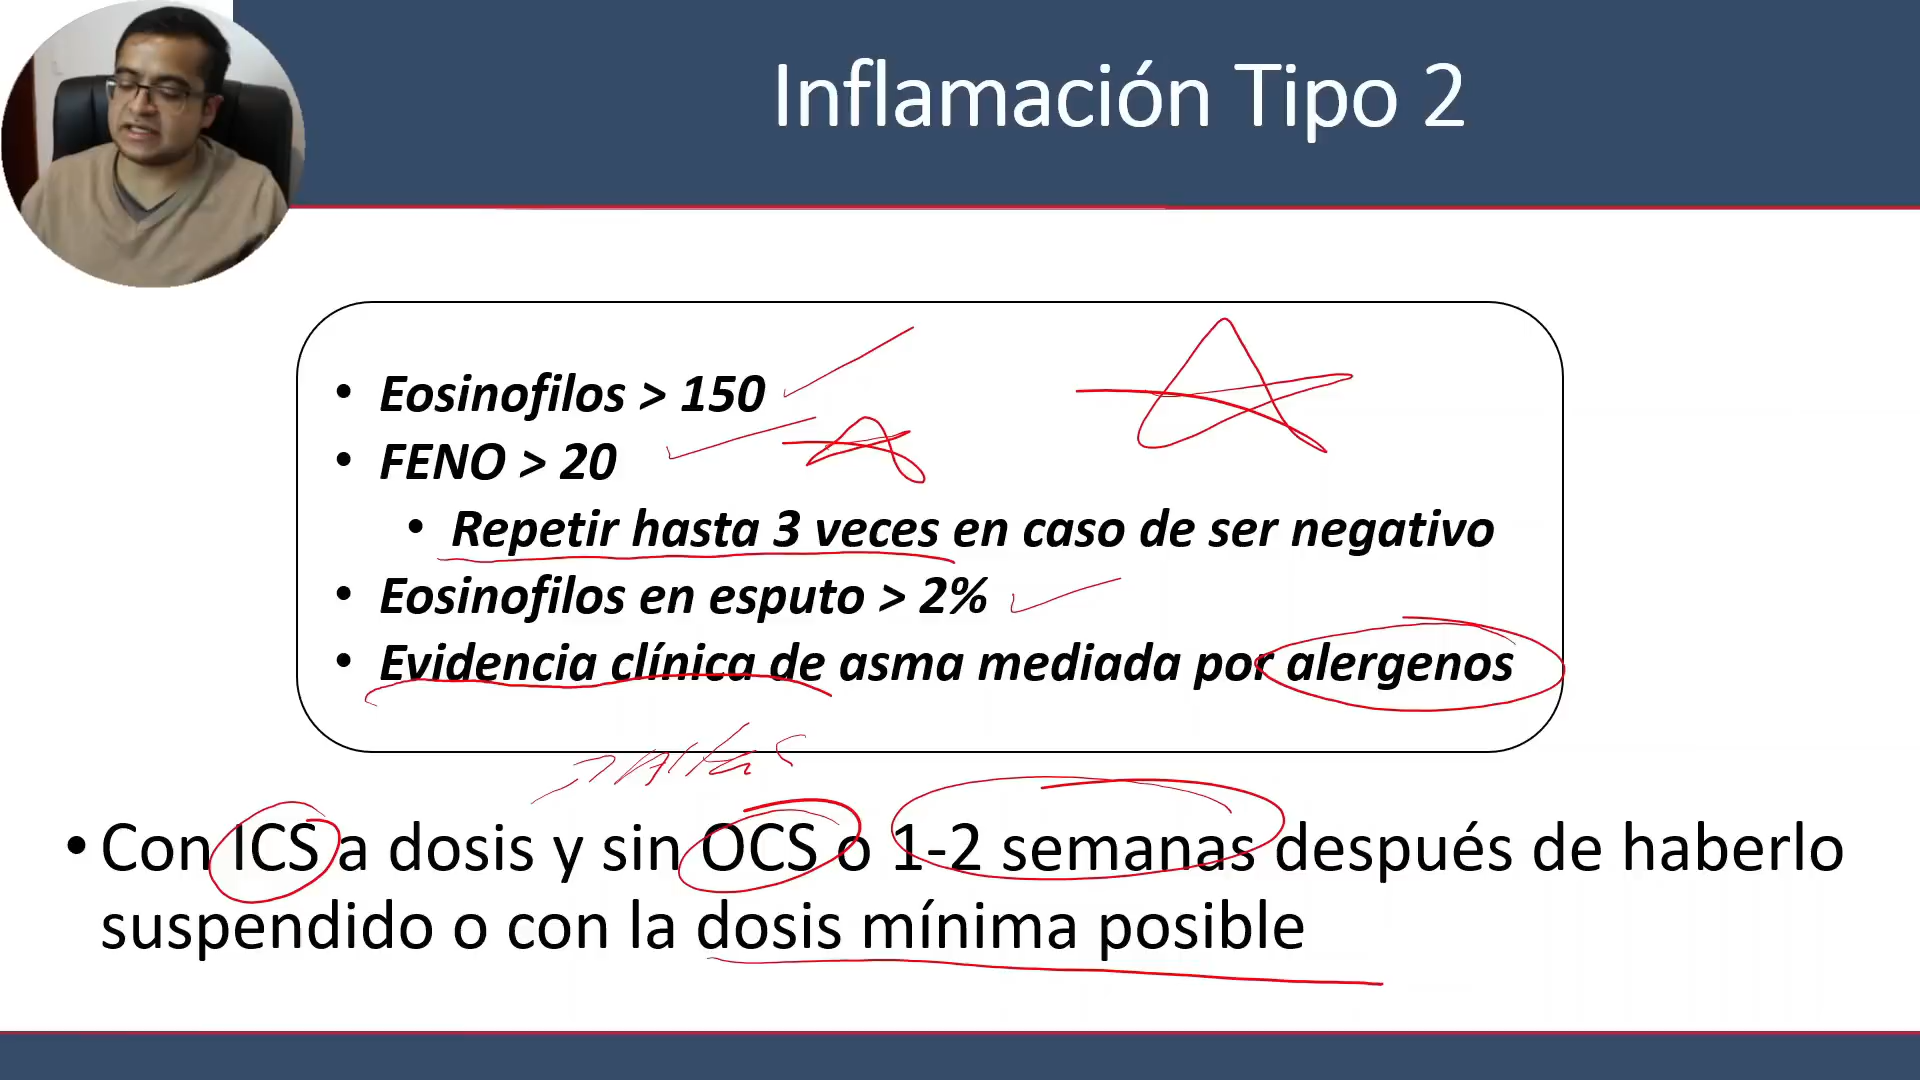 Inflamación Tipo 2
• Eosinofilos > 150
• FENO > 20
• Repetir hasta 3 veces en caso de ser negativo
• Eosinofilos en esputo > 2%
• Evidencia clínica de asma mediada por alergenos
• Con ICS a dosis y sin OCS o 1-2 semanas después de haberlo
suspendido o con la dosis mínima posible